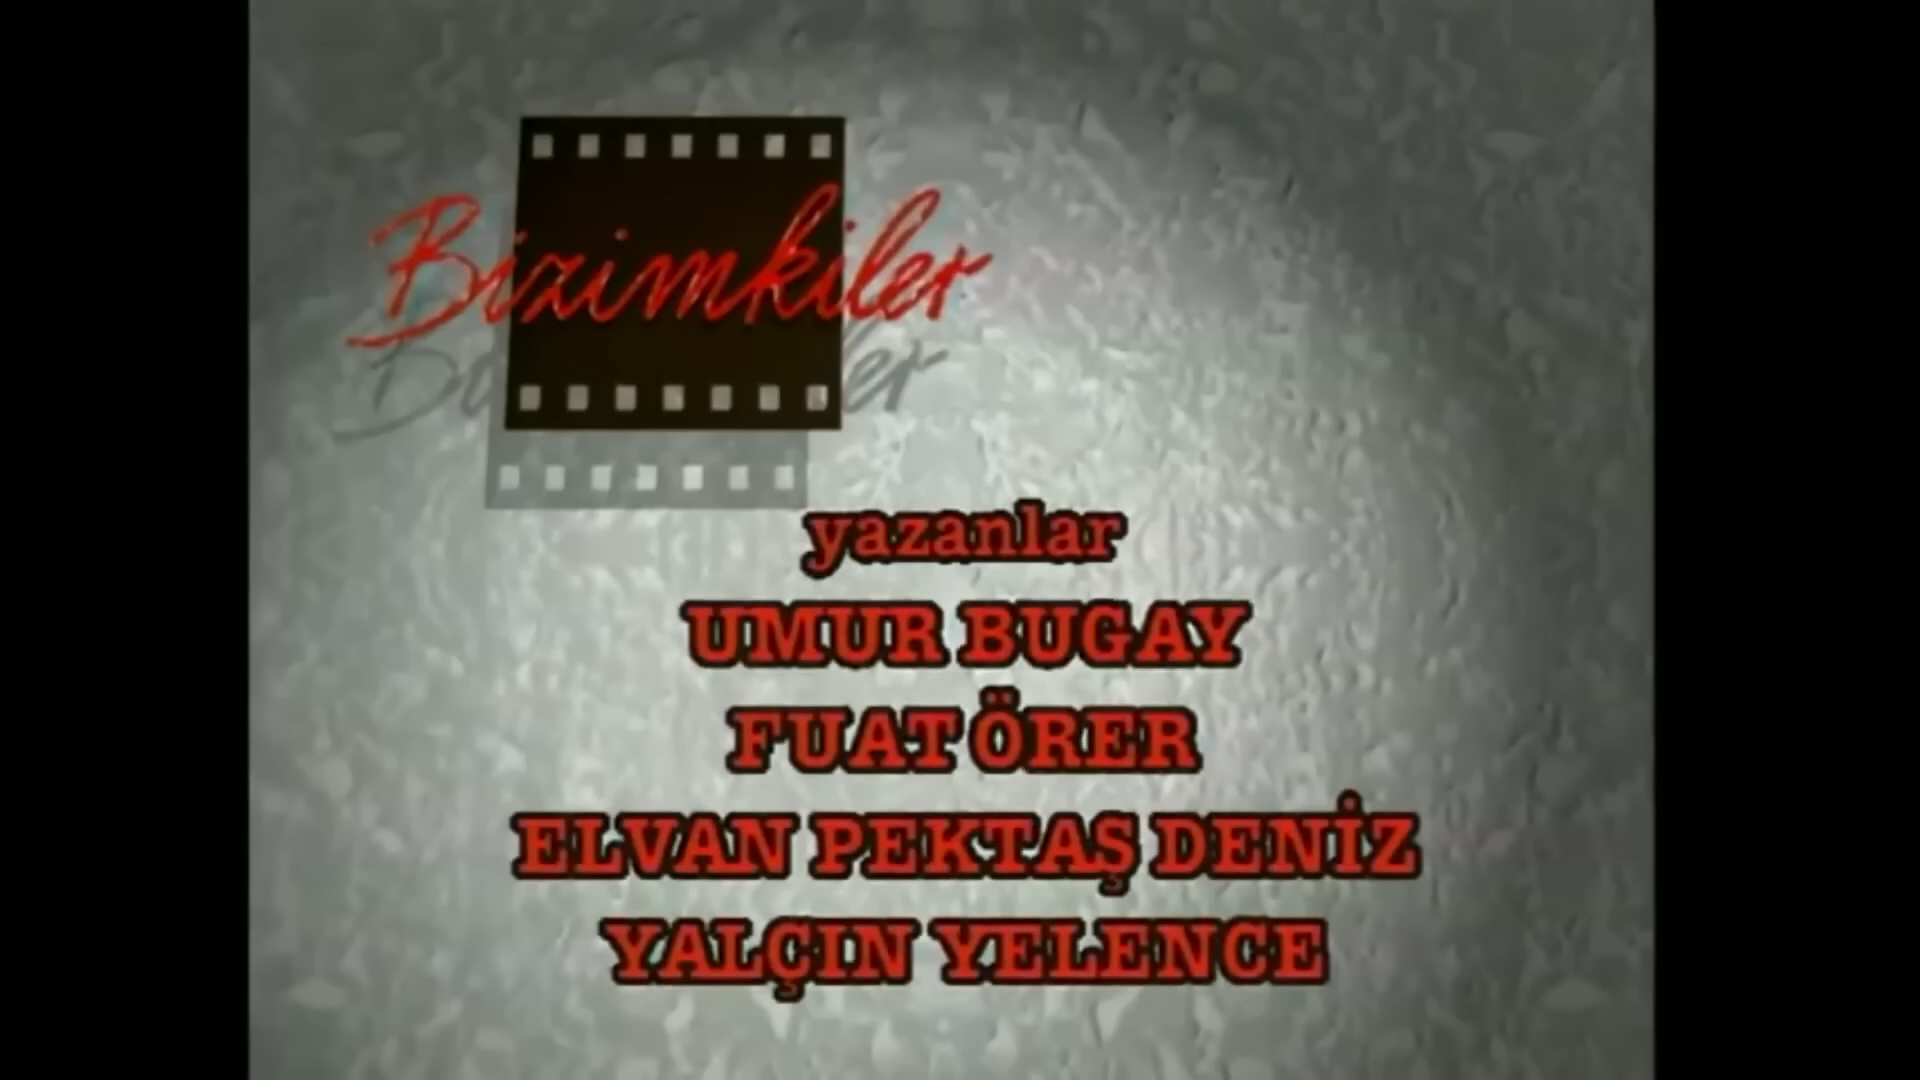 Bizimkiler
yazanlar
UMUR BUGAY
FUAT ÖRER
ELVAN PEKTAŞ DENİZ
YALÇIN YELENCE